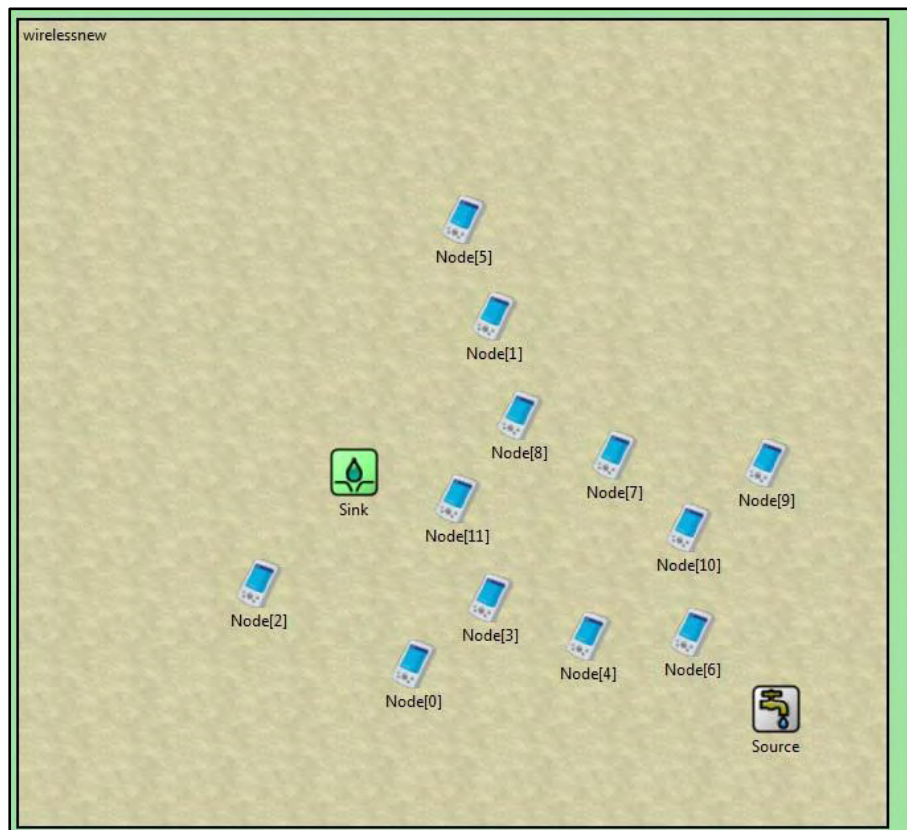 wirelessnew
Node[5]
Node[1]
Node[8]
Node[7]
Node[9]
Sink
Node[11]
Node[10]
Node[2]
Node[3]
Node[4]
Node[6]
Node[0]
Source